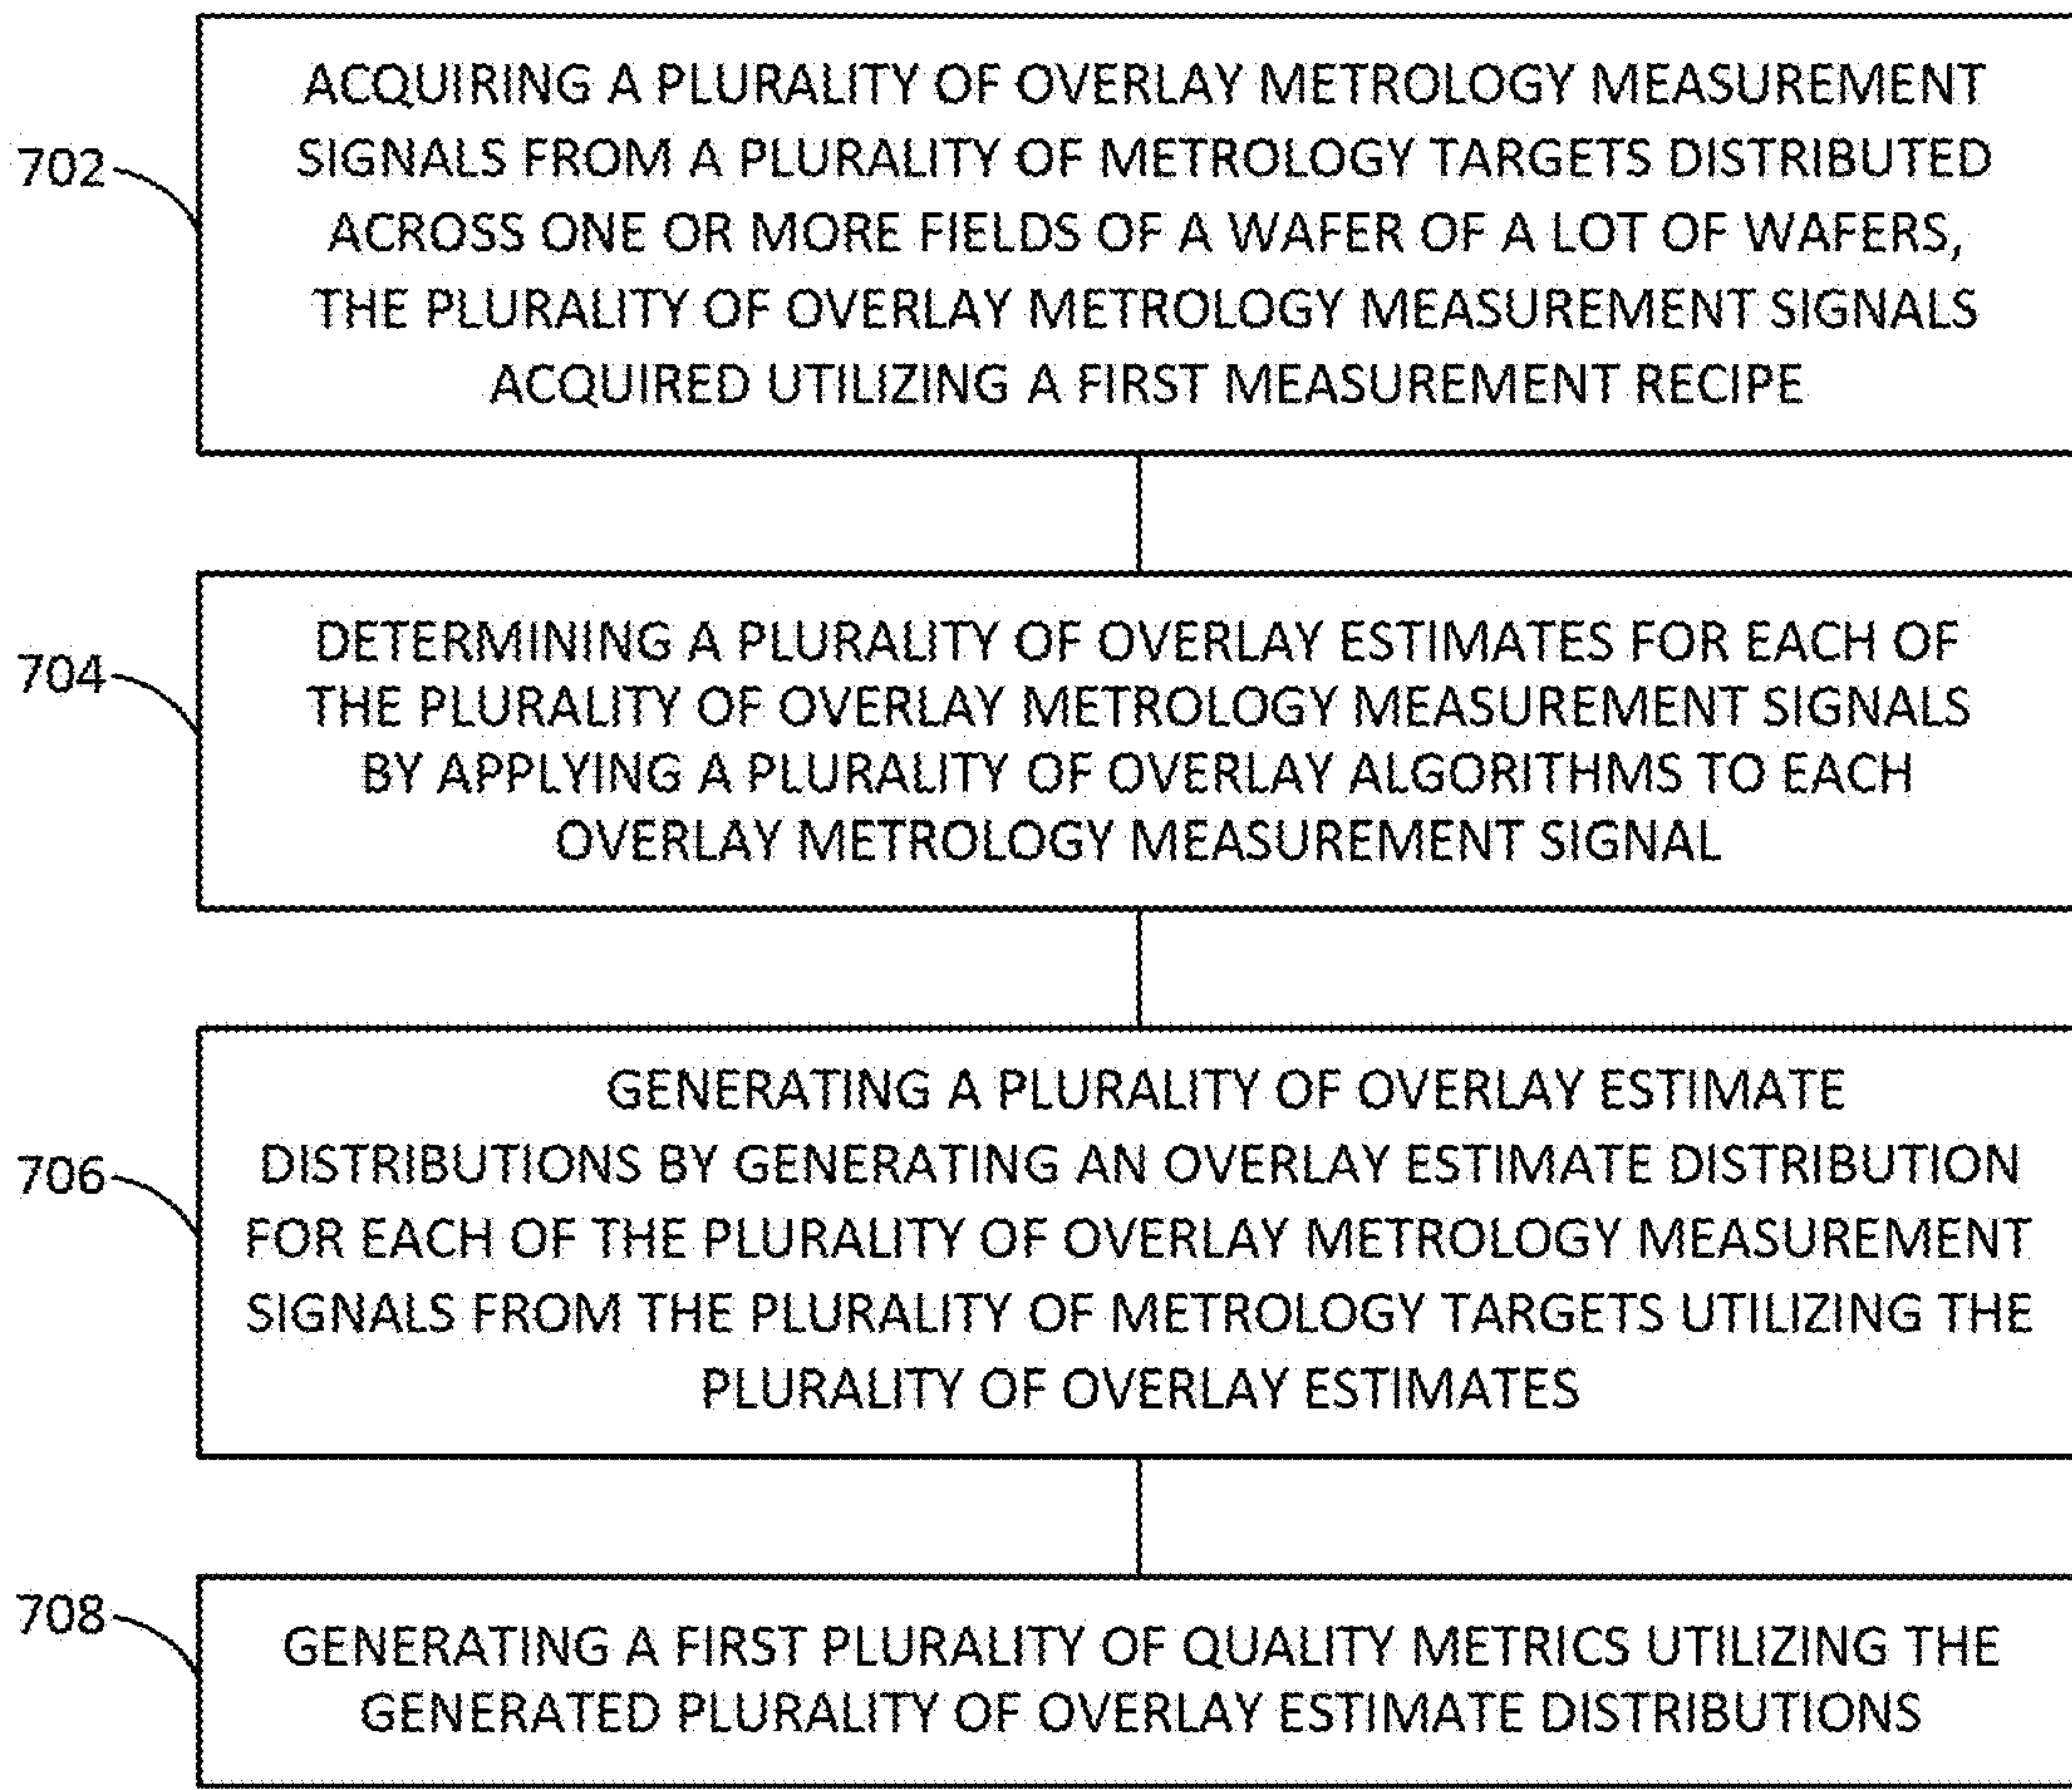 ACQUIRING A PLURALITY OF OVERLAY METROLOGY MEASUREMENT
SIGNALS FROM A PLURALITY OF METROLOGY TARGETS DISTRIBUTED
702
ACROSS ONE OR MORE FIELDS OF A WAFER OF A LOT OF WAFERS,
THE PLURALITY OF OVERLAY METROLOGY MEASUREMENT SIGNALS
ACQUIRED UTILIZING A FIRST MEASUREMENT RECIPE
DETERMINING A PLURALITY OF OVERLAY ESTIMATES FOR EACH OF
704
THE PLURALITY OF OVERLAY METROLOGY MEASUREMENT SIGNALS
BY APPLYING A PLURALITY OF OVERLAY ALGORITHMS TO EACH
OVERLAY METROLOGY MEASUREMENT SIGNAL
GENERATING A PLURALITY OF OVERLAY ESTIMATE
706
DISTRIBUTIONS BY GENERATING AN OVERLAY ESTIMATE DISTRIBUTION
FOR EACH OF THE PLURALITY OF OVERLAY METROLOGY MEASUREMENT
SIGNALS FROM THE PLURALITY OF METROLOGY TARGETS UTILIZING THE
PLURALITY OF OVERLAY ESTIMATES
708
GENERATING A FIRST PLURALITY OF QUALITY METRICS UTILIZING THE
GENERATED PLURALITY OF OVERLAY ESTIMATE DISTRIBUTIONS